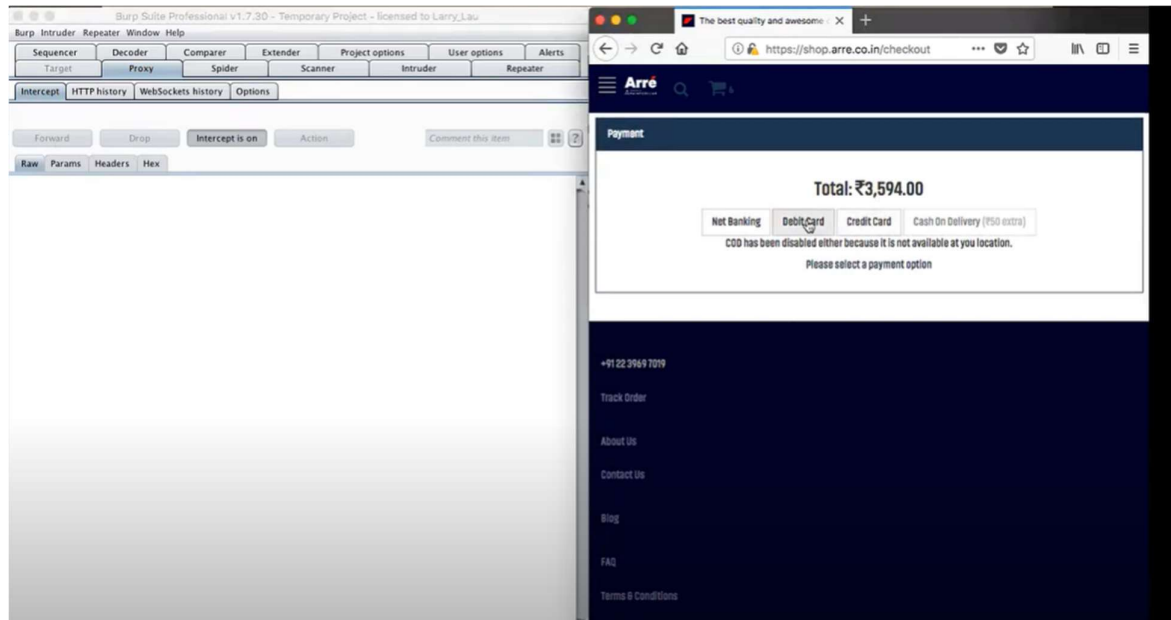 Burp Suite Professional v1.7.30 - Temporary Project - licensed to Larry_Lau
Burp Intruder Repeater Window Help
Sequencer Decoder Comparer Extender Project options User options Alerts
Target Proxy Spider Scanner Intruder Repeater
Intercept HTTP history WebSockets history Options
Forward Drop Intercept is on Action Comment this item ?
Raw Params Headers Hex
The best quality and awesome
https://shop.arre.co.in/checkout
Arré
Payment
Total: ₹3,594.00
Net Banking Debit Card Credit Card Cash On Delivery (₹50 extra)
COD has been disabled either because it is not available at you location.
Please select a payment option
+91 22 3969 7019
Track Order
About Us
Contact Us
Blog
FAQ
Terms & Conditions